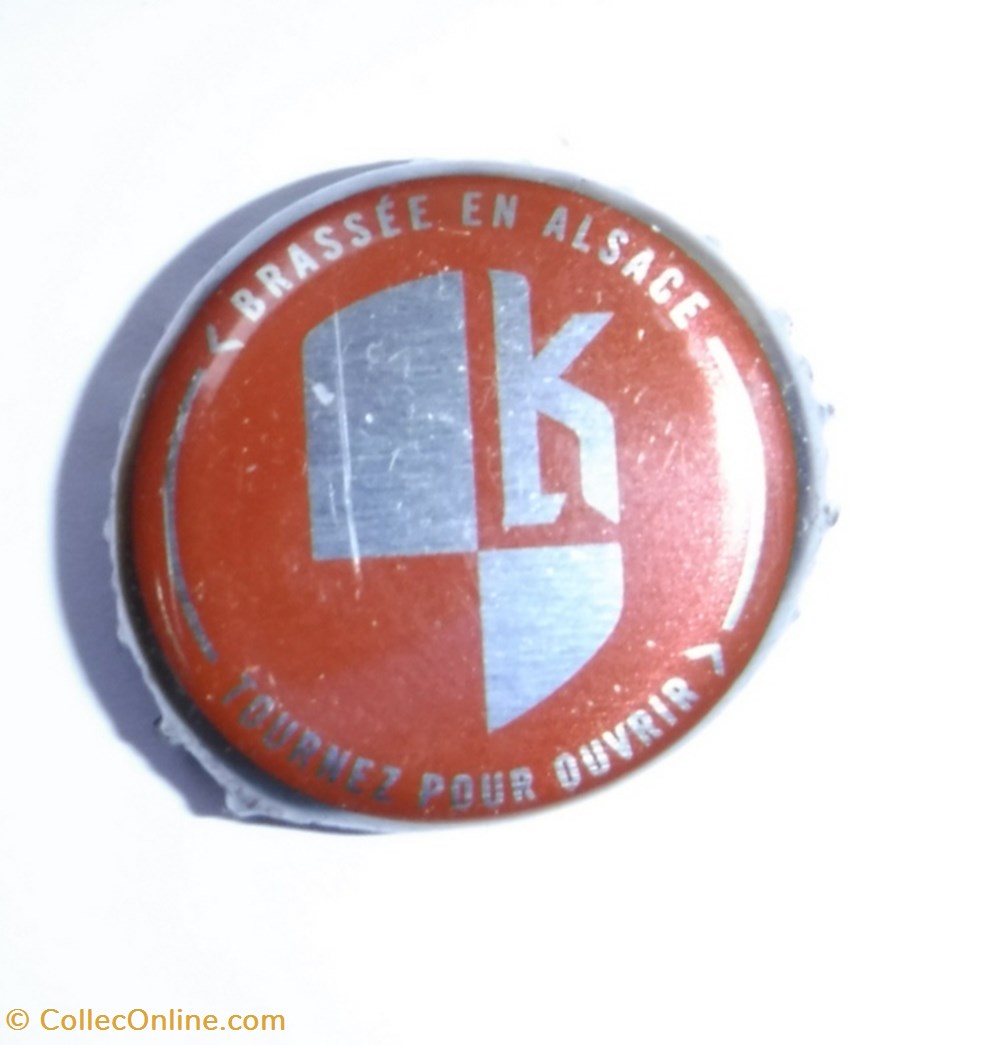 BRASSÉE EN ALSACE
K
TOURNEZ POUR OUVRIR
© CollecOnline.com